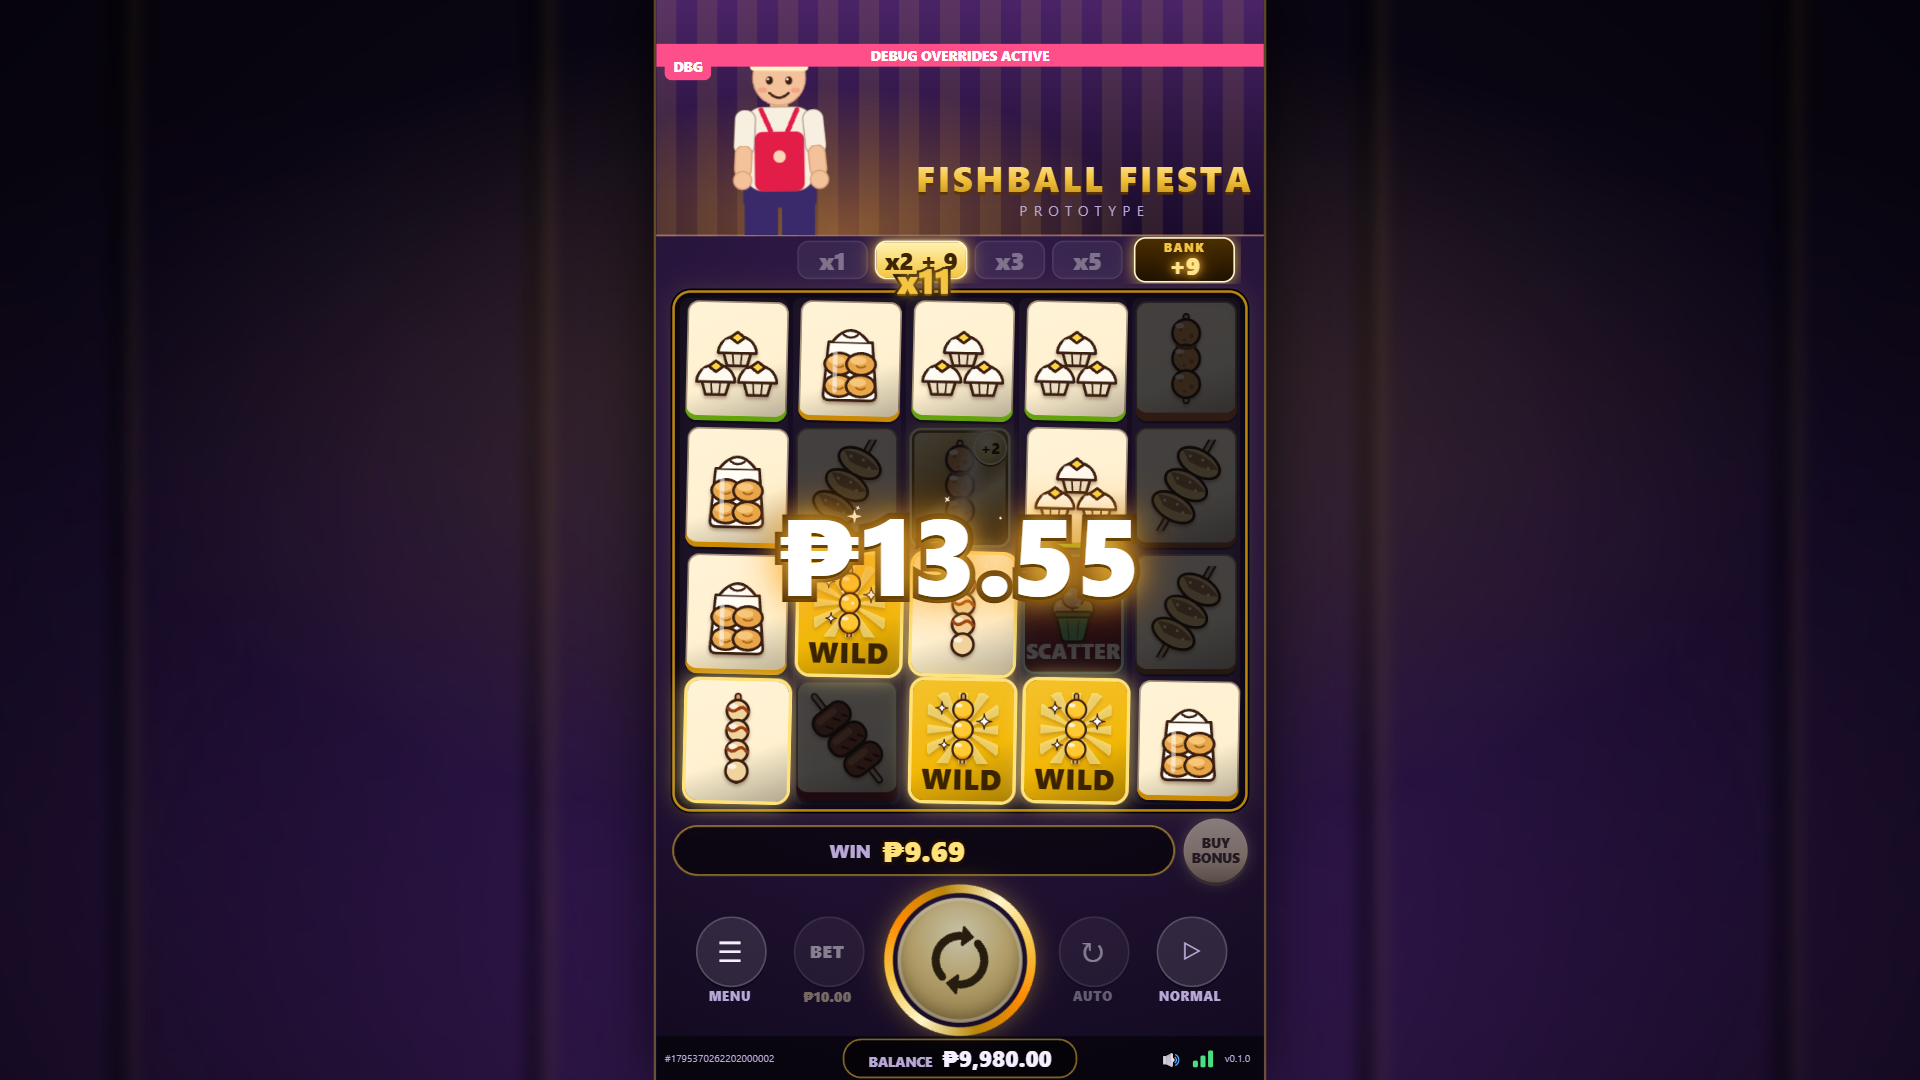 DEBUG OVERRIDES ACTIVE
DBG
FISHBALL FIESTA
PROTOTYPE
x1
x2 + 9
x3
x5
BANK
+9
x11
+2
₱13.55
WILD
SCATTER
WILD
WILD
WIN ₱9.69
BUY
BONUS
MENU
BET
₱10.00
AUTO
NORMAL
#1795370262202000002
BALANCE ₱9,980.00
v0.1.0